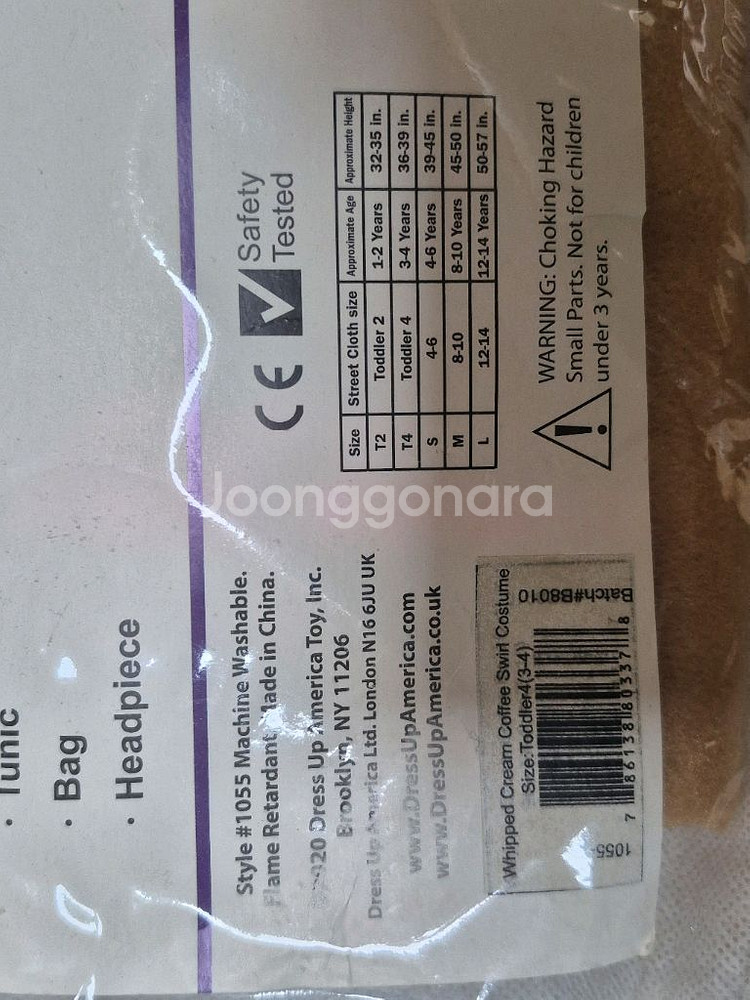 Tunic
• Bag
• Headpiece
Style #1055 Machine Washable.
Flame Retardant. Made in China.
Dress Up America Toy, Inc.
Brooklyn, NY 11206
Dress Up America Ltd. London N16 6JU UK
www.DressUpAmerica.com
www.DressUpAmerica.co.uk
CE
Safety
Tested
Size Street Cloth size Approximate Age Approximate Height
T2 Toddler 2 1-2 Years 32-35 in.
T4 Toddler 4 3-4 Years 36-39 in.
S 4-6 4-6 Years 39-45 in.
M 8-10 8-10 Years 45-50 in.
L 12-14 12-14 Years 50-57 in.
WARNING: Choking Hazard
Small Parts. Not for children
under 3 years.
Whipped Cream Coffee Swirl Costume
Size:Toddler4(3-4)
7 86138 80337 8
1055-
Batch#B8010
Joonggonara